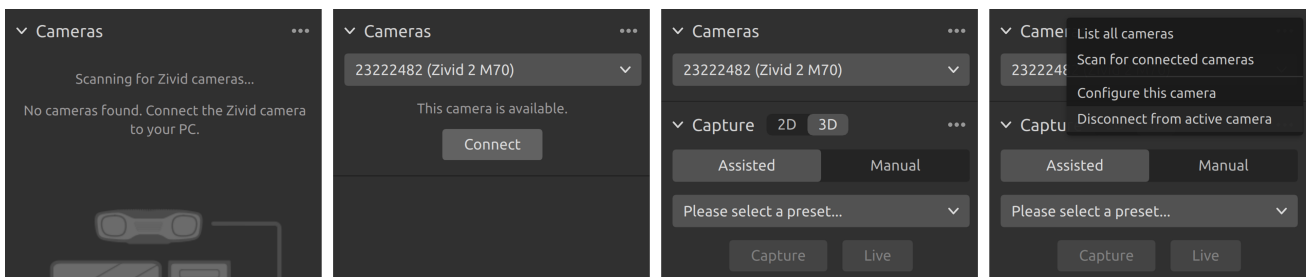 Cameras
Scanning for Zivid cameras...
No cameras found. Connect the Zivid camera
to your PC.
Cameras
23222482 (Zivid 2 M70)
This camera is available.
Connect
Cameras
23222482 (Zivid 2 M70)
Capture 2D 3D
Assisted Manual
Please select a preset...
Capture Live
Came
List all cameras
Scan for connected cameras
2322248
Configure this camera
Disconnect from active camera
Captu
Assisted Manual
Please select a preset...
Capture Live